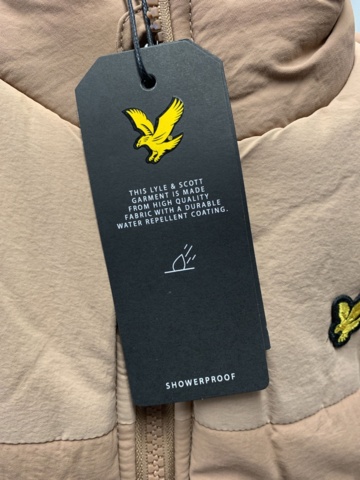 THIS LYLE & SCOTT
GARMENT IS MADE
FROM HIGH QUALITY
FABRIC WITH A DURABLE
WATER REPELLENT COATING.
SHOWERPROOF